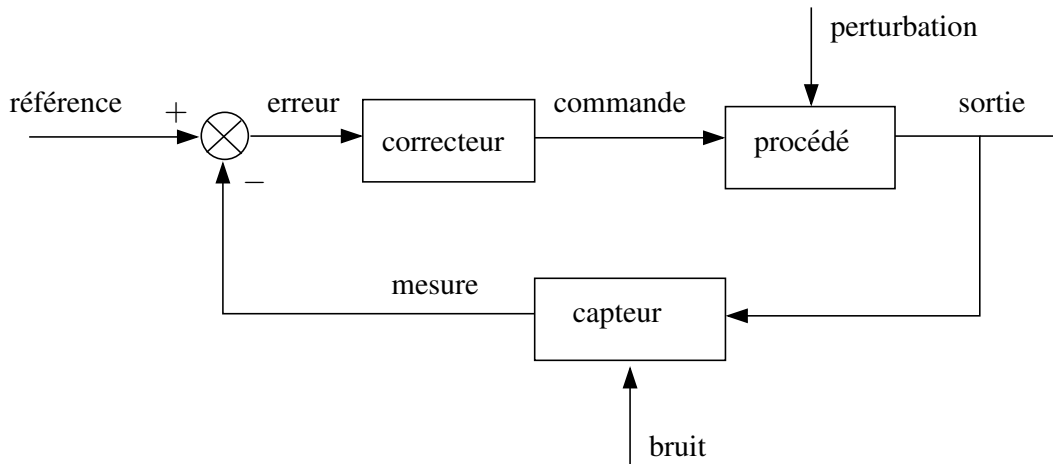 perturbation
référence
+
erreur
commande
sortie
correcteur
procédé
−
mesure
capteur
bruit